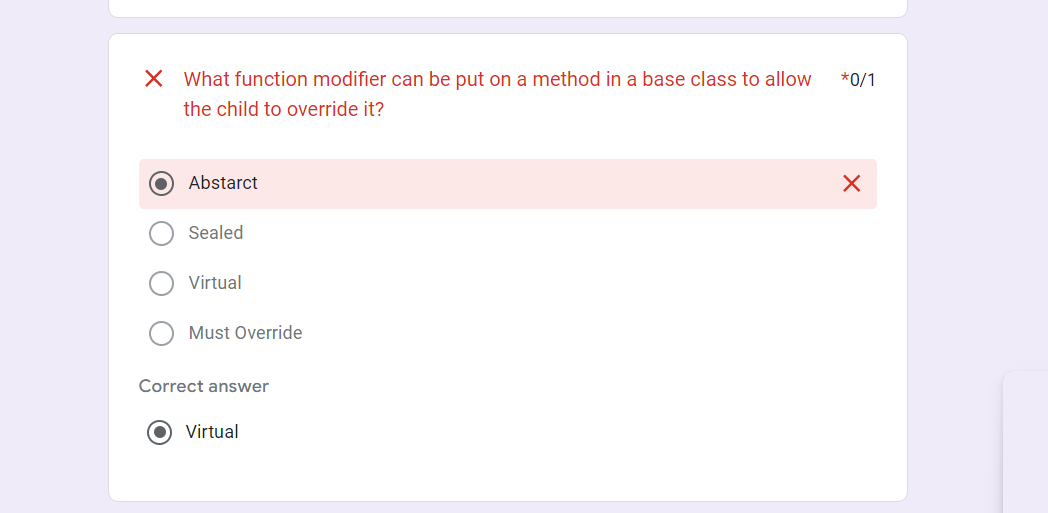 What function modifier can be put on a method in a base class to allow *0/1
the child to override it?
Abstarct
Sealed
Virtual
Must Override
Correct answer
Virtual